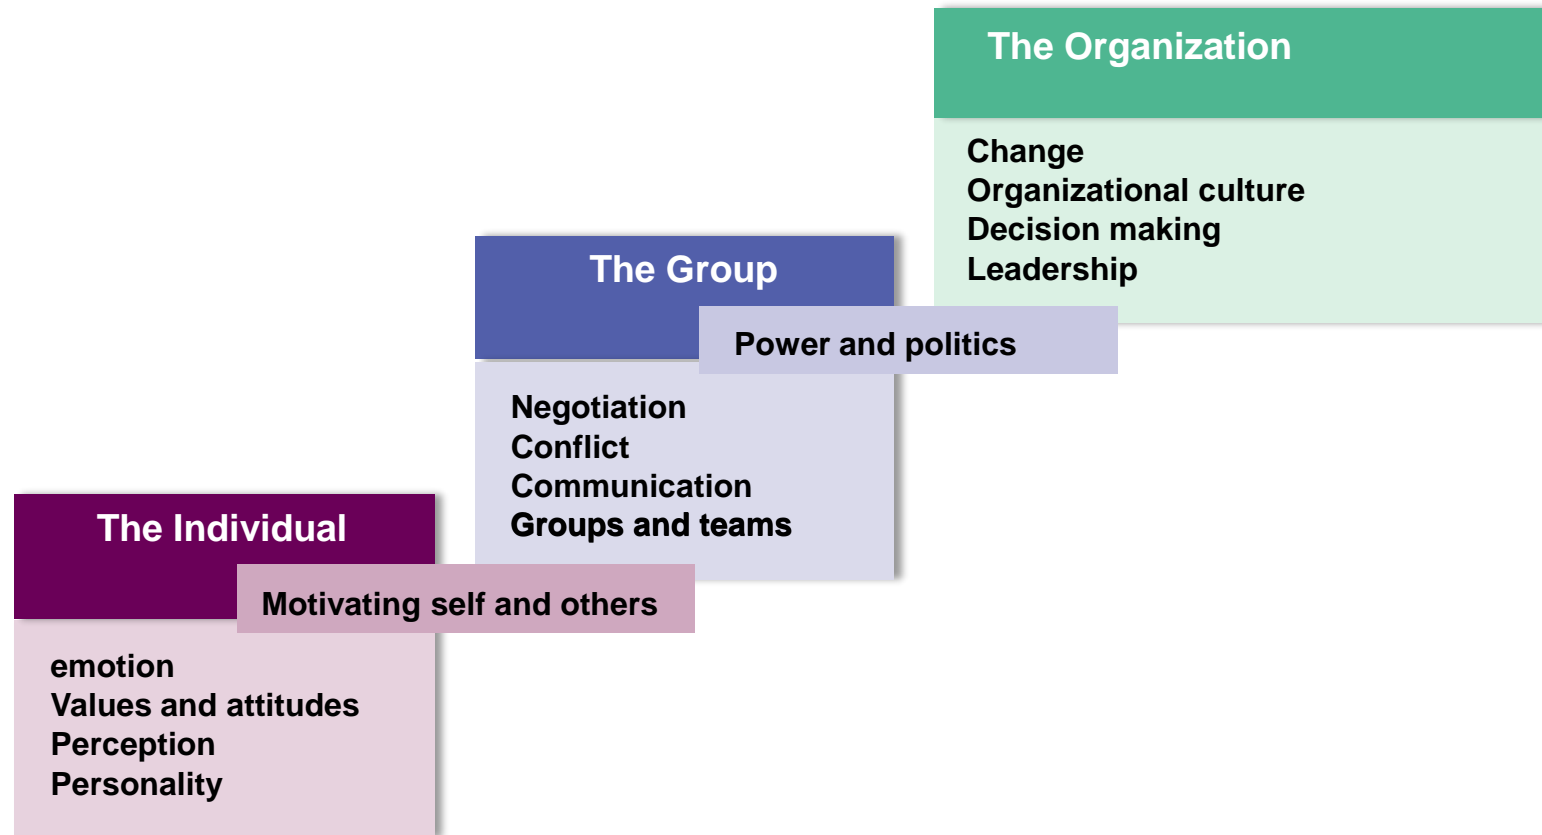 The Organization
Change
Organizational culture
Decision making
Leadership
The Group
Power and politics
Negotiation
Conflict
Communication
Groups and teams
The Individual
Motivating self and others
emotion
Values and attitudes
Perception
Personality